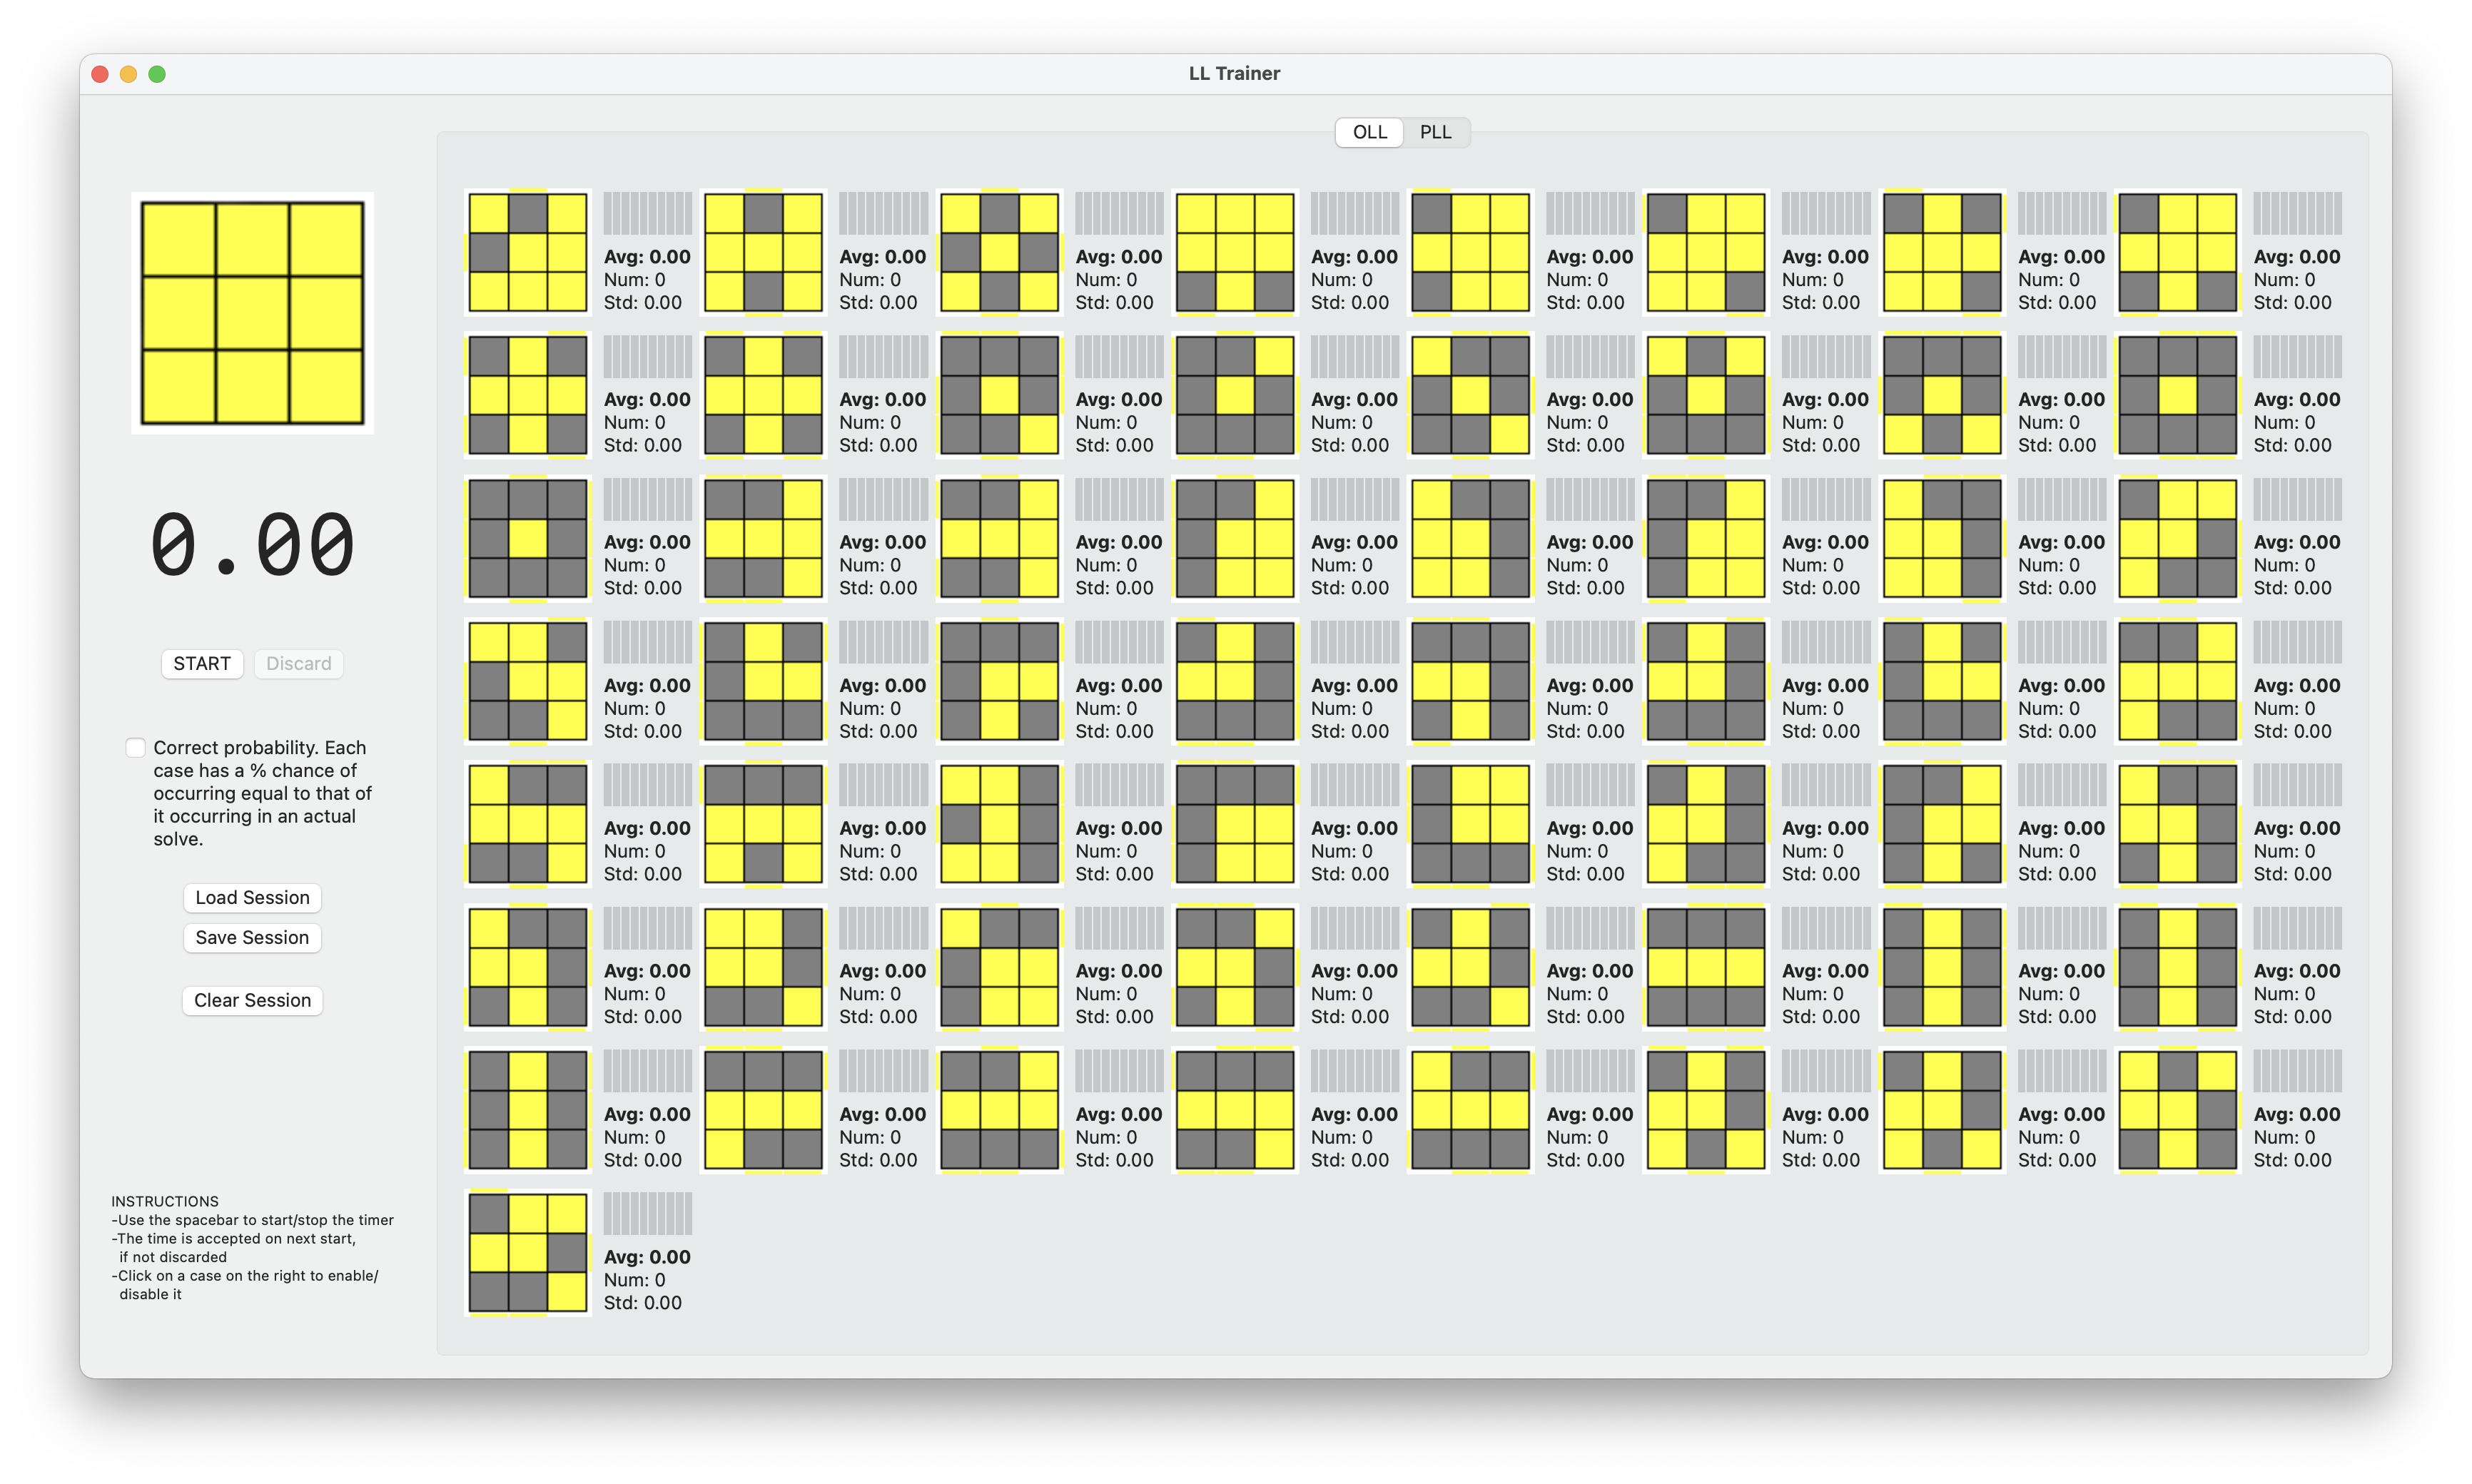 LL Trainer
OLL PLL
0.00
START Discard
Correct probability. Each
case has a % chance of
occurring equal to that of
it occurring in an actual
solve.
Load Session
Save Session
Clear Session
INSTRUCTIONS
-Use the spacebar to start/stop the timer
-The time is accepted on next start,
if not discarded
-Click on a case on the right to enable/
disable it
Avg: 0.00 Avg: 0.00 Avg: 0.00 Avg: 0.00 Avg: 0.00 Avg: 0.00 Avg: 0.00 Avg: 0.00
Num: 0 Num: 0 Num: 0 Num: 0 Num: 0 Num: 0 Num: 0 Num: 0
Std: 0.00 Std: 0.00 Std: 0.00 Std: 0.00 Std: 0.00 Std: 0.00 Std: 0.00 Std: 0.00
Avg: 0.00 Avg: 0.00 Avg: 0.00 Avg: 0.00 Avg: 0.00 Avg: 0.00 Avg: 0.00 Avg: 0.00
Num: 0 Num: 0 Num: 0 Num: 0 Num: 0 Num: 0 Num: 0 Num: 0
Std: 0.00 Std: 0.00 Std: 0.00 Std: 0.00 Std: 0.00 Std: 0.00 Std: 0.00 Std: 0.00
Avg: 0.00 Avg: 0.00 Avg: 0.00 Avg: 0.00 Avg: 0.00 Avg: 0.00 Avg: 0.00 Avg: 0.00
Num: 0 Num: 0 Num: 0 Num: 0 Num: 0 Num: 0 Num: 0 Num: 0
Std: 0.00 Std: 0.00 Std: 0.00 Std: 0.00 Std: 0.00 Std: 0.00 Std: 0.00 Std: 0.00
Avg: 0.00 Avg: 0.00 Avg: 0.00 Avg: 0.00 Avg: 0.00 Avg: 0.00 Avg: 0.00 Avg: 0.00
Num: 0 Num: 0 Num: 0 Num: 0 Num: 0 Num: 0 Num: 0 Num: 0
Std: 0.00 Std: 0.00 Std: 0.00 Std: 0.00 Std: 0.00 Std: 0.00 Std: 0.00 Std: 0.00
Avg: 0.00 Avg: 0.00 Avg: 0.00 Avg: 0.00 Avg: 0.00 Avg: 0.00 Avg: 0.00 Avg: 0.00
Num: 0 Num: 0 Num: 0 Num: 0 Num: 0 Num: 0 Num: 0 Num: 0
Std: 0.00 Std: 0.00 Std: 0.00 Std: 0.00 Std: 0.00 Std: 0.00 Std: 0.00 Std: 0.00
Avg: 0.00 Avg: 0.00 Avg: 0.00 Avg: 0.00 Avg: 0.00 Avg: 0.00 Avg: 0.00 Avg: 0.00
Num: 0 Num: 0 Num: 0 Num: 0 Num: 0 Num: 0 Num: 0 Num: 0
Std: 0.00 Std: 0.00 Std: 0.00 Std: 0.00 Std: 0.00 Std: 0.00 Std: 0.00 Std: 0.00
Avg: 0.00 Avg: 0.00 Avg: 0.00 Avg: 0.00 Avg: 0.00 Avg: 0.00 Avg: 0.00 Avg: 0.00
Num: 0 Num: 0 Num: 0 Num: 0 Num: 0 Num: 0 Num: 0 Num: 0
Std: 0.00 Std: 0.00 Std: 0.00 Std: 0.00 Std: 0.00 Std: 0.00 Std: 0.00 Std: 0.00
Avg: 0.00
Num: 0
Std: 0.00